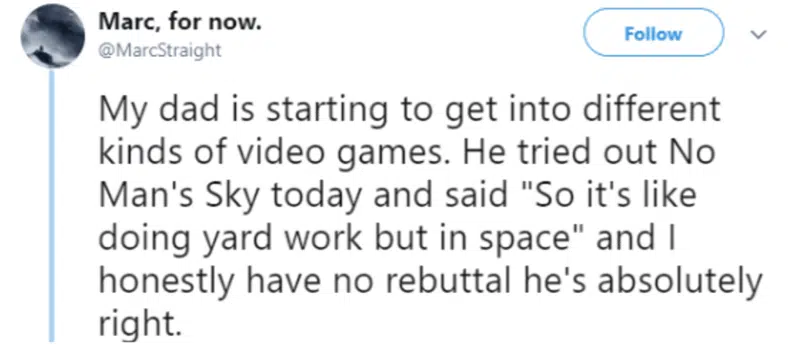 Marc, for now.
@MarcStraight
Follow
My dad is starting to get into different
kinds of video games. He tried out No
Man's Sky today and said "So it's like
doing yard work but in space" and I
honestly have no rebuttal he's absolutely
right.